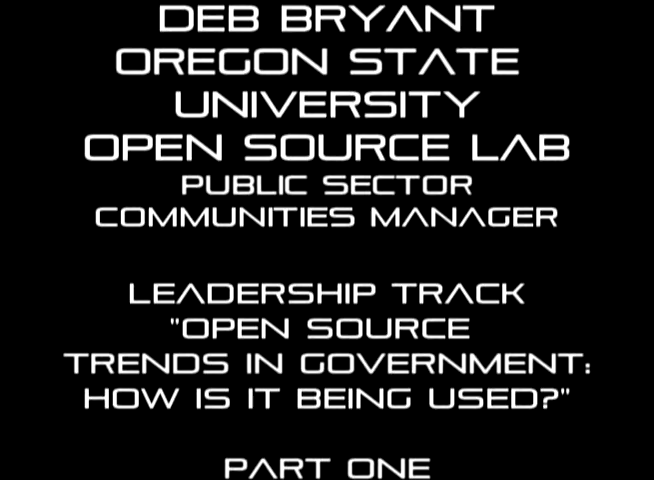 DEB BRYANT
OREGON STATE
UNIVERSITY
OPEN SOURCE LAB
PUBLIC SECTOR
COMMUNITIES MANAGER
LEADERSHIP TRACK
"OPEN SOURCE
TRENDS IN GOVERNMENT:
HOW IS IT BEING USED?"
PART ONE